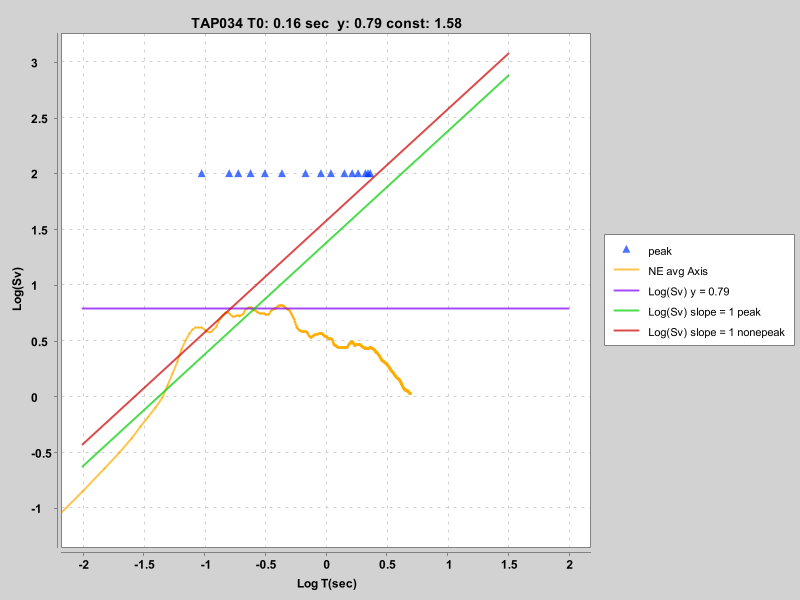 TAP034 T0: 0.16 sec  y: 0.79 const: 1.58
3
2.5
2
1.5
1
0.5
0
-0.5
-1
Log(Sv)
-2
-1.5
-1
-0.5
0
0.5
1
1.5
2
Log T(sec)
peak
NE avg Axis
Log(Sv) y = 0.79
Log(Sv) slope = 1 peak
Log(Sv) slope = 1 nonepeak